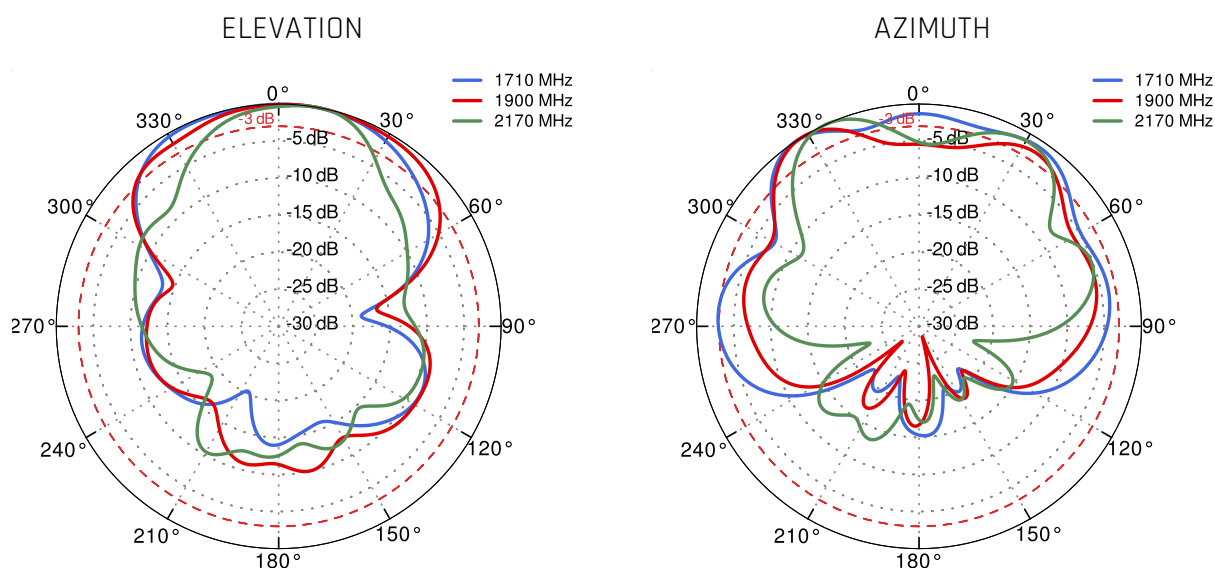 ELEVATION
1710 MHz
1900 MHz
2170 MHz
0°
-3 dB
330°
30°
-5 dB
-10 dB
300°
60°
-15 dB
-20 dB
-25 dB
-30 dB
270°
90°
240°
120°
210°
150°
180°
AZIMUTH
1710 MHz
1900 MHz
2170 MHz
0°
-3 dB
330°
30°
-5 dB
-10 dB
300°
60°
-15 dB
-20 dB
-25 dB
-30 dB
270°
90°
240°
120°
210°
150°
180°